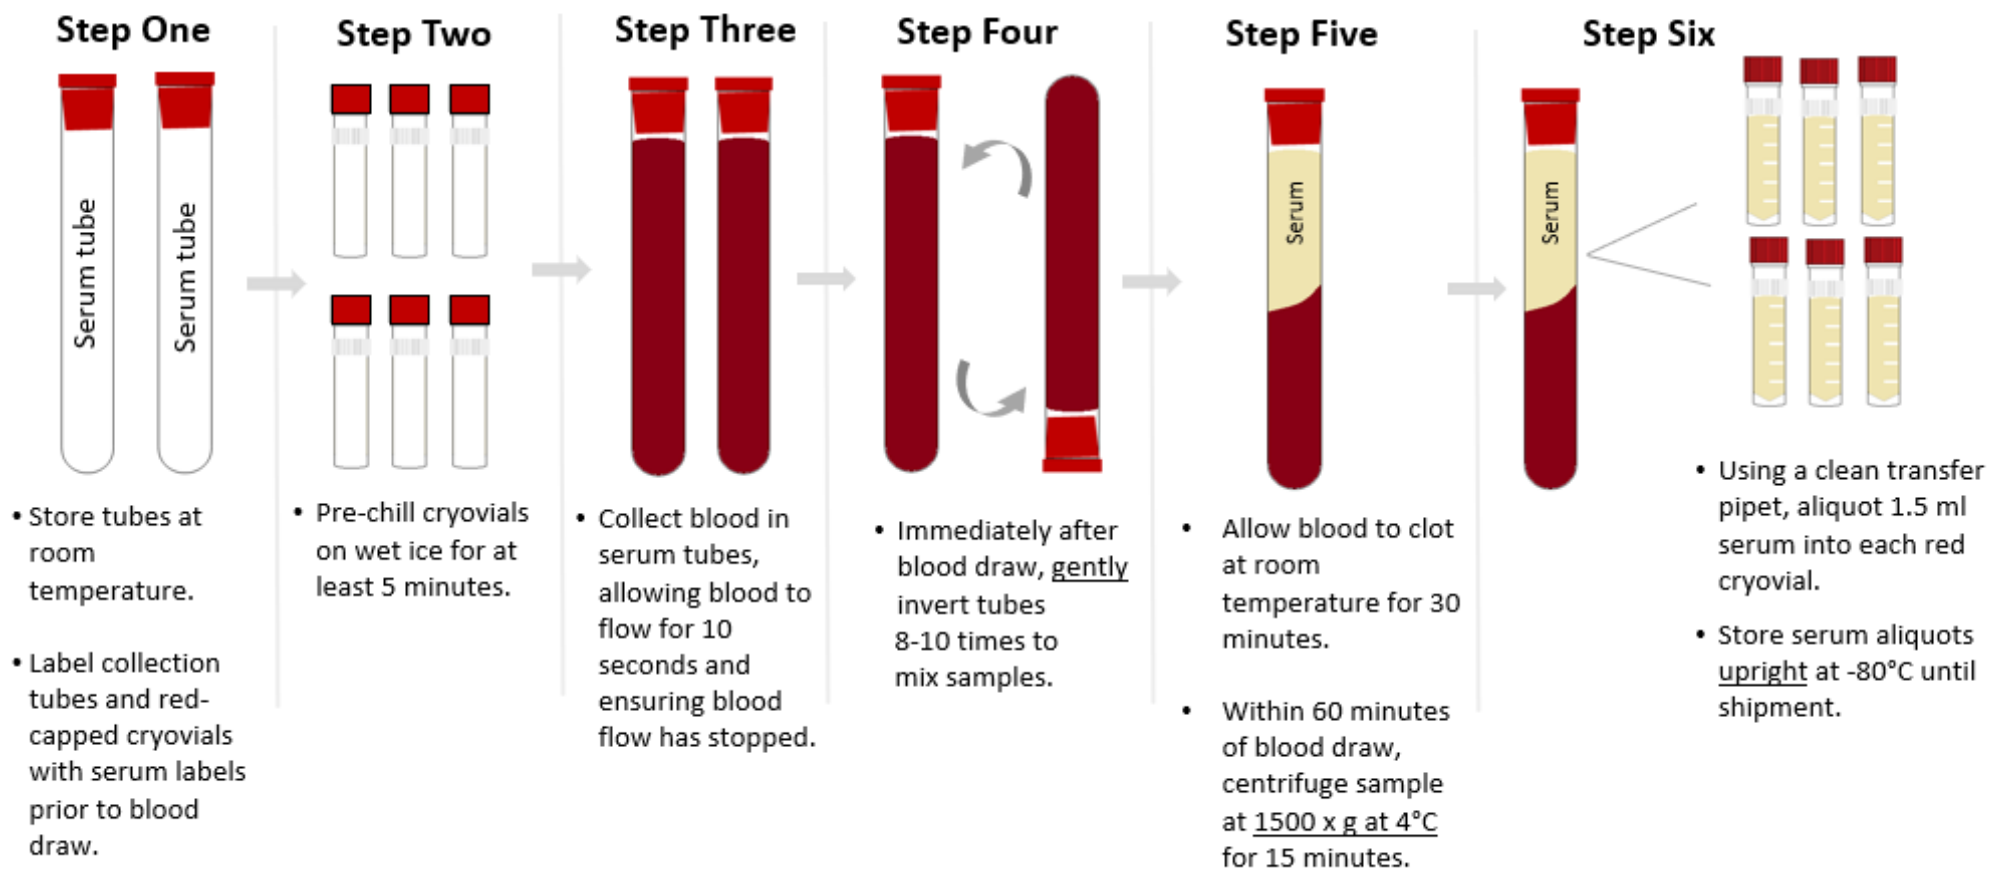 Step One
Serum tube
Serum tube
• Store tubes at
room
temperature.
• Label collection
tubes and red-
capped cryovials
with serum labels
prior to blood
draw.
Step Two
• Pre-chill cryovials
on wet ice for at
least 5 minutes.
Step Three
• Collect blood in
serum tubes,
allowing blood to
flow for 10
seconds and
ensuring blood
flow has stopped.
Step Four
• Immediately after
blood draw, gently
invert tubes
8-10 times to
mix samples.
Step Five
Serum
• Allow blood to clot
at room
temperature for 30
minutes.
• Within 60 minutes
of blood draw,
centrifuge sample
at 1500 x g at 4°C
for 15 minutes.
Step Six
Serum
• Using a clean transfer
pipet, aliquot 1.5 ml
serum into each red
cryovial.
• Store serum aliquots
upright at -80°C until
shipment.